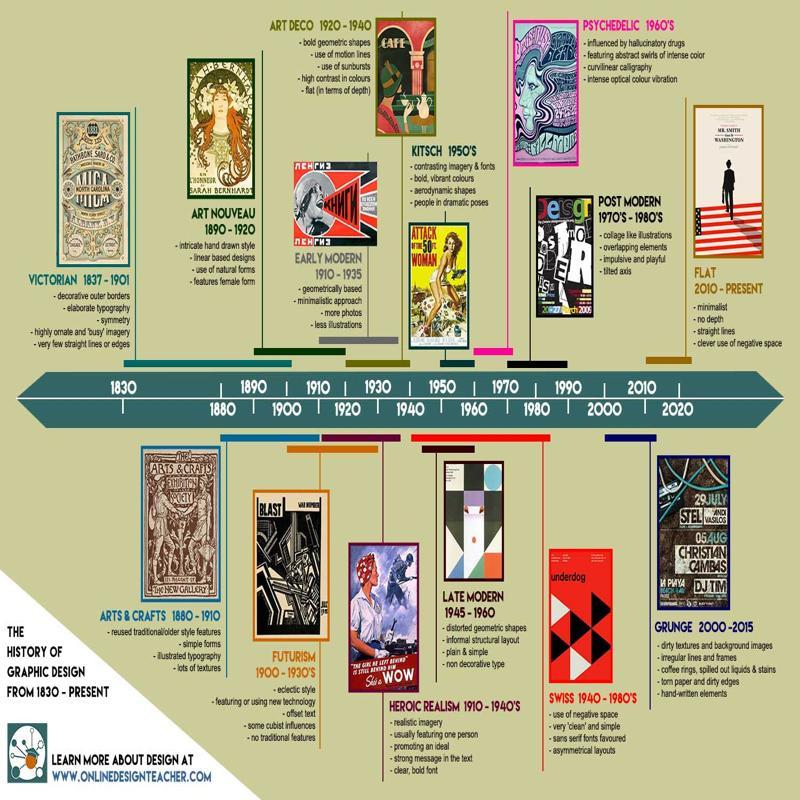 ART DECO 1920 - 1940
- bold geometric shapes
- use of motion lines
- use of sunbursts
- high contrast in colours
- flat (in terms of depth)
CAFE
PSYCHEDELIC 1960'S
- influenced by hallucinatory drugs
- featuring abstract swirls of intense color
- curvilinear calligraphy
- intense optical colour vibration
SARAH BERNHARDT
ART NOUVEAU
1890 - 1920
- intricate hand drawn style
- linear based designs
- use of natural forms
- features female form
RATHBONE, SARD & CO.
MICA
NORTH CAROLINA
MICA
VICTORIAN 1837 - 1901
- decorative outer borders
- elaborate typography
- symmetry
- highly ornate and 'busy' imagery
- very few straight lines or edges
ЛЕНГИЗ
КНИГИ
EARLY MODERN
1910 - 1935
- geometrically based
- minimalistic approach
- more photos
- less illustrations
KITSCH 1950'S
- contrasting imagery & fonts
- bold, vibrant colours
- aerodynamic shapes
- people in dramatic poses
ATTACK
OF THE 50 FT.
WOMAN
POST MODERN
1970'S - 1980'S
- collage like illustrations
- overlapping elements
- impulsive and playful
- tilted axis
MR. SMITH
WASHINGTON
FLAT
2010 - PRESENT
- minimalist
- no depth
- straight lines
- clever use of negative space
1830 1890 1910 1930 1950 1970 1990 2010
1880 1900 1920 1940 1960 1980 2000 2020
THE
ARTS & CRAFTS
EXHIBITION
SOCIETY
THE NEW GALLERY
ARTS & CRAFTS 1880 - 1910
- reused traditional/older style features
- simple forms
- illustrated typography
- lots of textures
BLAST
WAR NUMBER
FUTURISM
1900 - 1930'S
- eclectic style
- featuring or using new technology
- offset text
- some cubist influences
- no traditional features
"THE GIRL HE LEFT BEHIND"
IS STILL BEHIND HIM
She's a WOW
HEROIC REALISM 1910 - 1940'S
- realistic imagery
- usually featuring one person
- promoting an ideal
- strong message in the text
- clear, bold font
LATE MODERN
1945 - 1960
- distorted geometric shapes
- informal structural layout
- plain & simple
- non decorative type
underdog
SWISS 1940 - 1980'S
- use of negative space
- very 'clean' and simple
- sans serif fonts favoured
- asymmetrical layouts
29JULY
STEL ANDI
VASILOS
05AUG
CHRISTIAN
CAMBAS
DJ TIM
GRUNGE 2000 -2015
- dirty textures and background images
- irregular lines and frames
- coffee rings, spilled out liquids & stains
- torn paper and dirty edges
- hand-written elements
THE
HISTORY OF
GRAPHIC DESIGN
FROM 1830 - PRESENT
LEARN MORE ABOUT DESIGN AT
WWW.ONLINEDESIGNTEACHER.COM